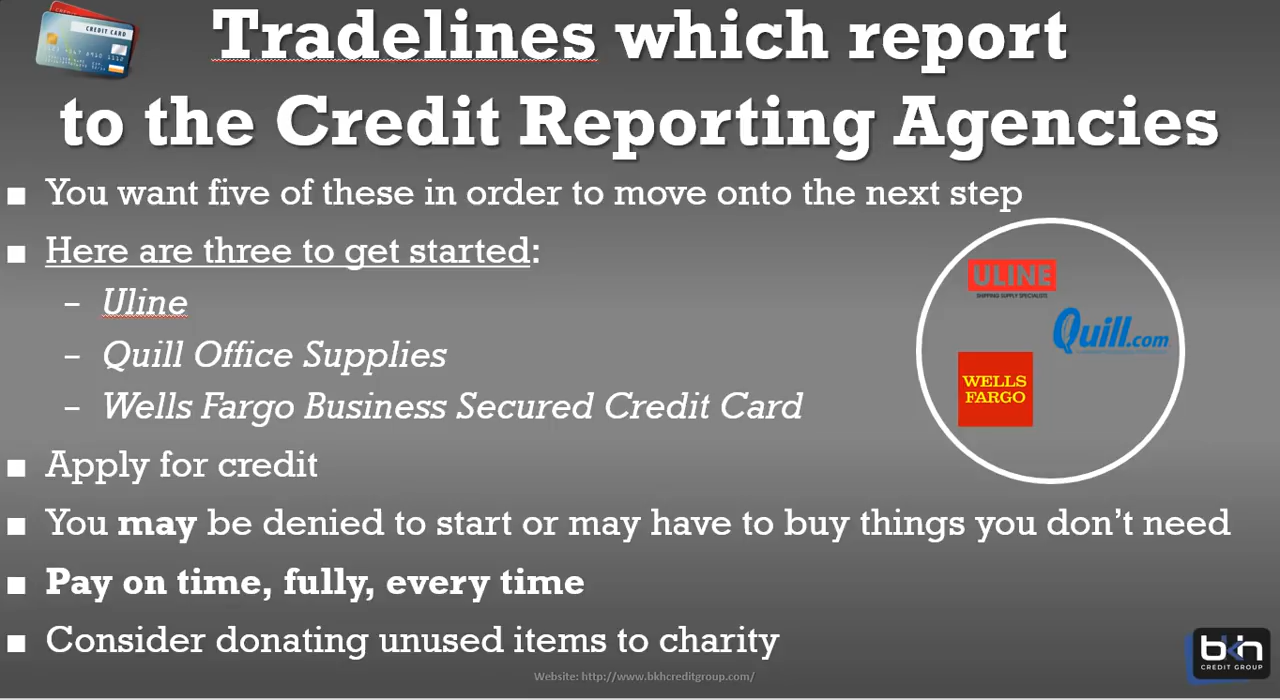 CREDIT CARD
Tradelines which report
to the Credit Reporting Agencies
■ You want five of these in order to move onto the next step
■ Here are three to get started:
– Uline
– Quill Office Supplies
– Wells Fargo Business Secured Credit Card
ULINE
SHIPPING SUPPLY SPECIALISTS
Quill.com
WELLS
FARGO
■ Apply for credit
■ You may be denied to start or may have to buy things you don't need
■ Pay on time, fully, every time
■ Consider donating unused items to charity
bkh
CREDIT GROUP
Website: http://www.bkhcreditgroup.com/